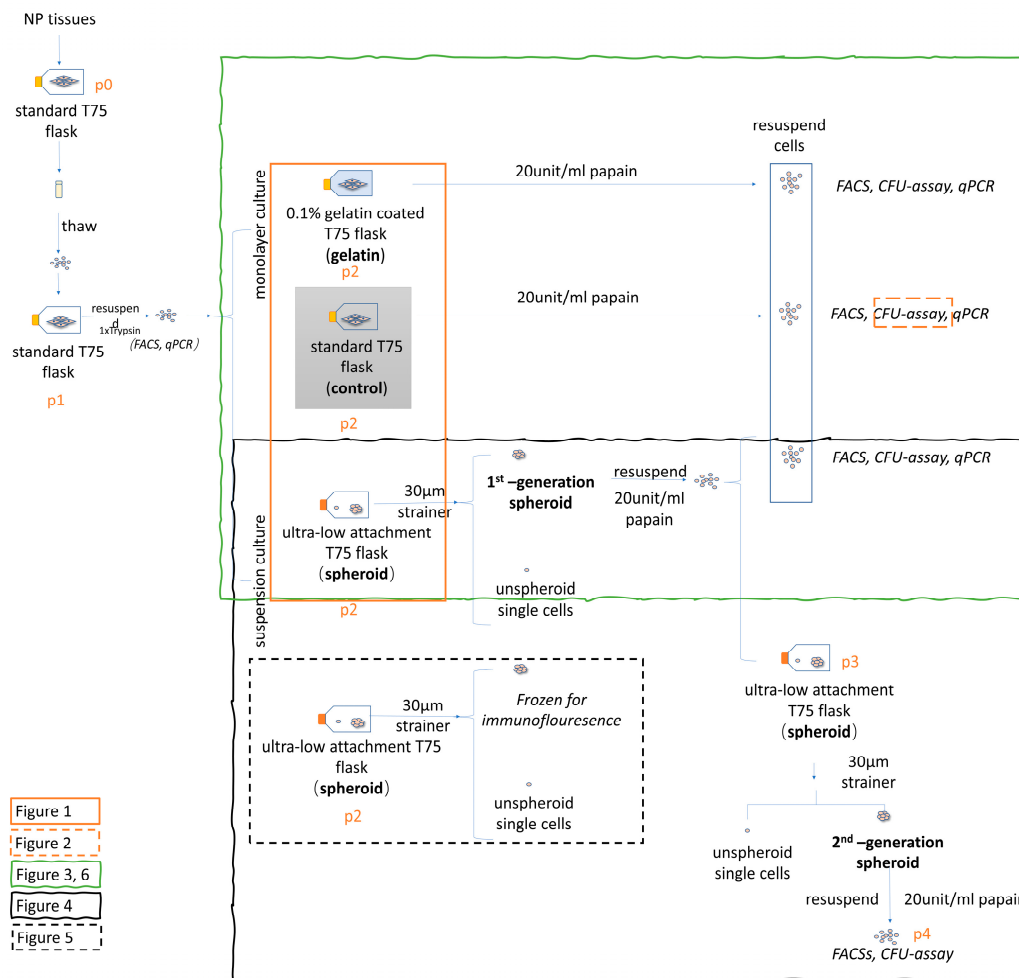 NP tissues
p0
standard T75
flask
thaw
resuspen
d
1xTrypsin
(FACS, qPCR)
standard T75
flask
p1
monolayer culture
0.1% gelatin coated
T75 flask
(gelatin)
p2
standard T75
flask
(control)
p2
20unit/ml papain
20unit/ml papain
resuspend
cells
FACS, CFU-assay, qPCR
FACS, CFU-assay, qPCR
FACS, CFU-assay, qPCR
suspension culture
ultra-low attachment
T75 flask
(spheroid)
p2
30μm
strainer
1st –generation
spheroid
unspheroid
single cells
resuspend
20unit/ml
papain
ultra-low attachment T75
flask
(spheroid)
p2
30μm
strainer
Frozen for
immunoflouresence
unspheroid
single cells
p3
ultra-low attachment
T75 flask
(spheroid)
30μm
strainer
unspheroid
single cells
2nd –generation
spheroid
resuspend
20unit/ml papain
p4
FACSs, CFU-assay
Figure 1
Figure 2
Figure 3, 6
Figure 4
Figure 5